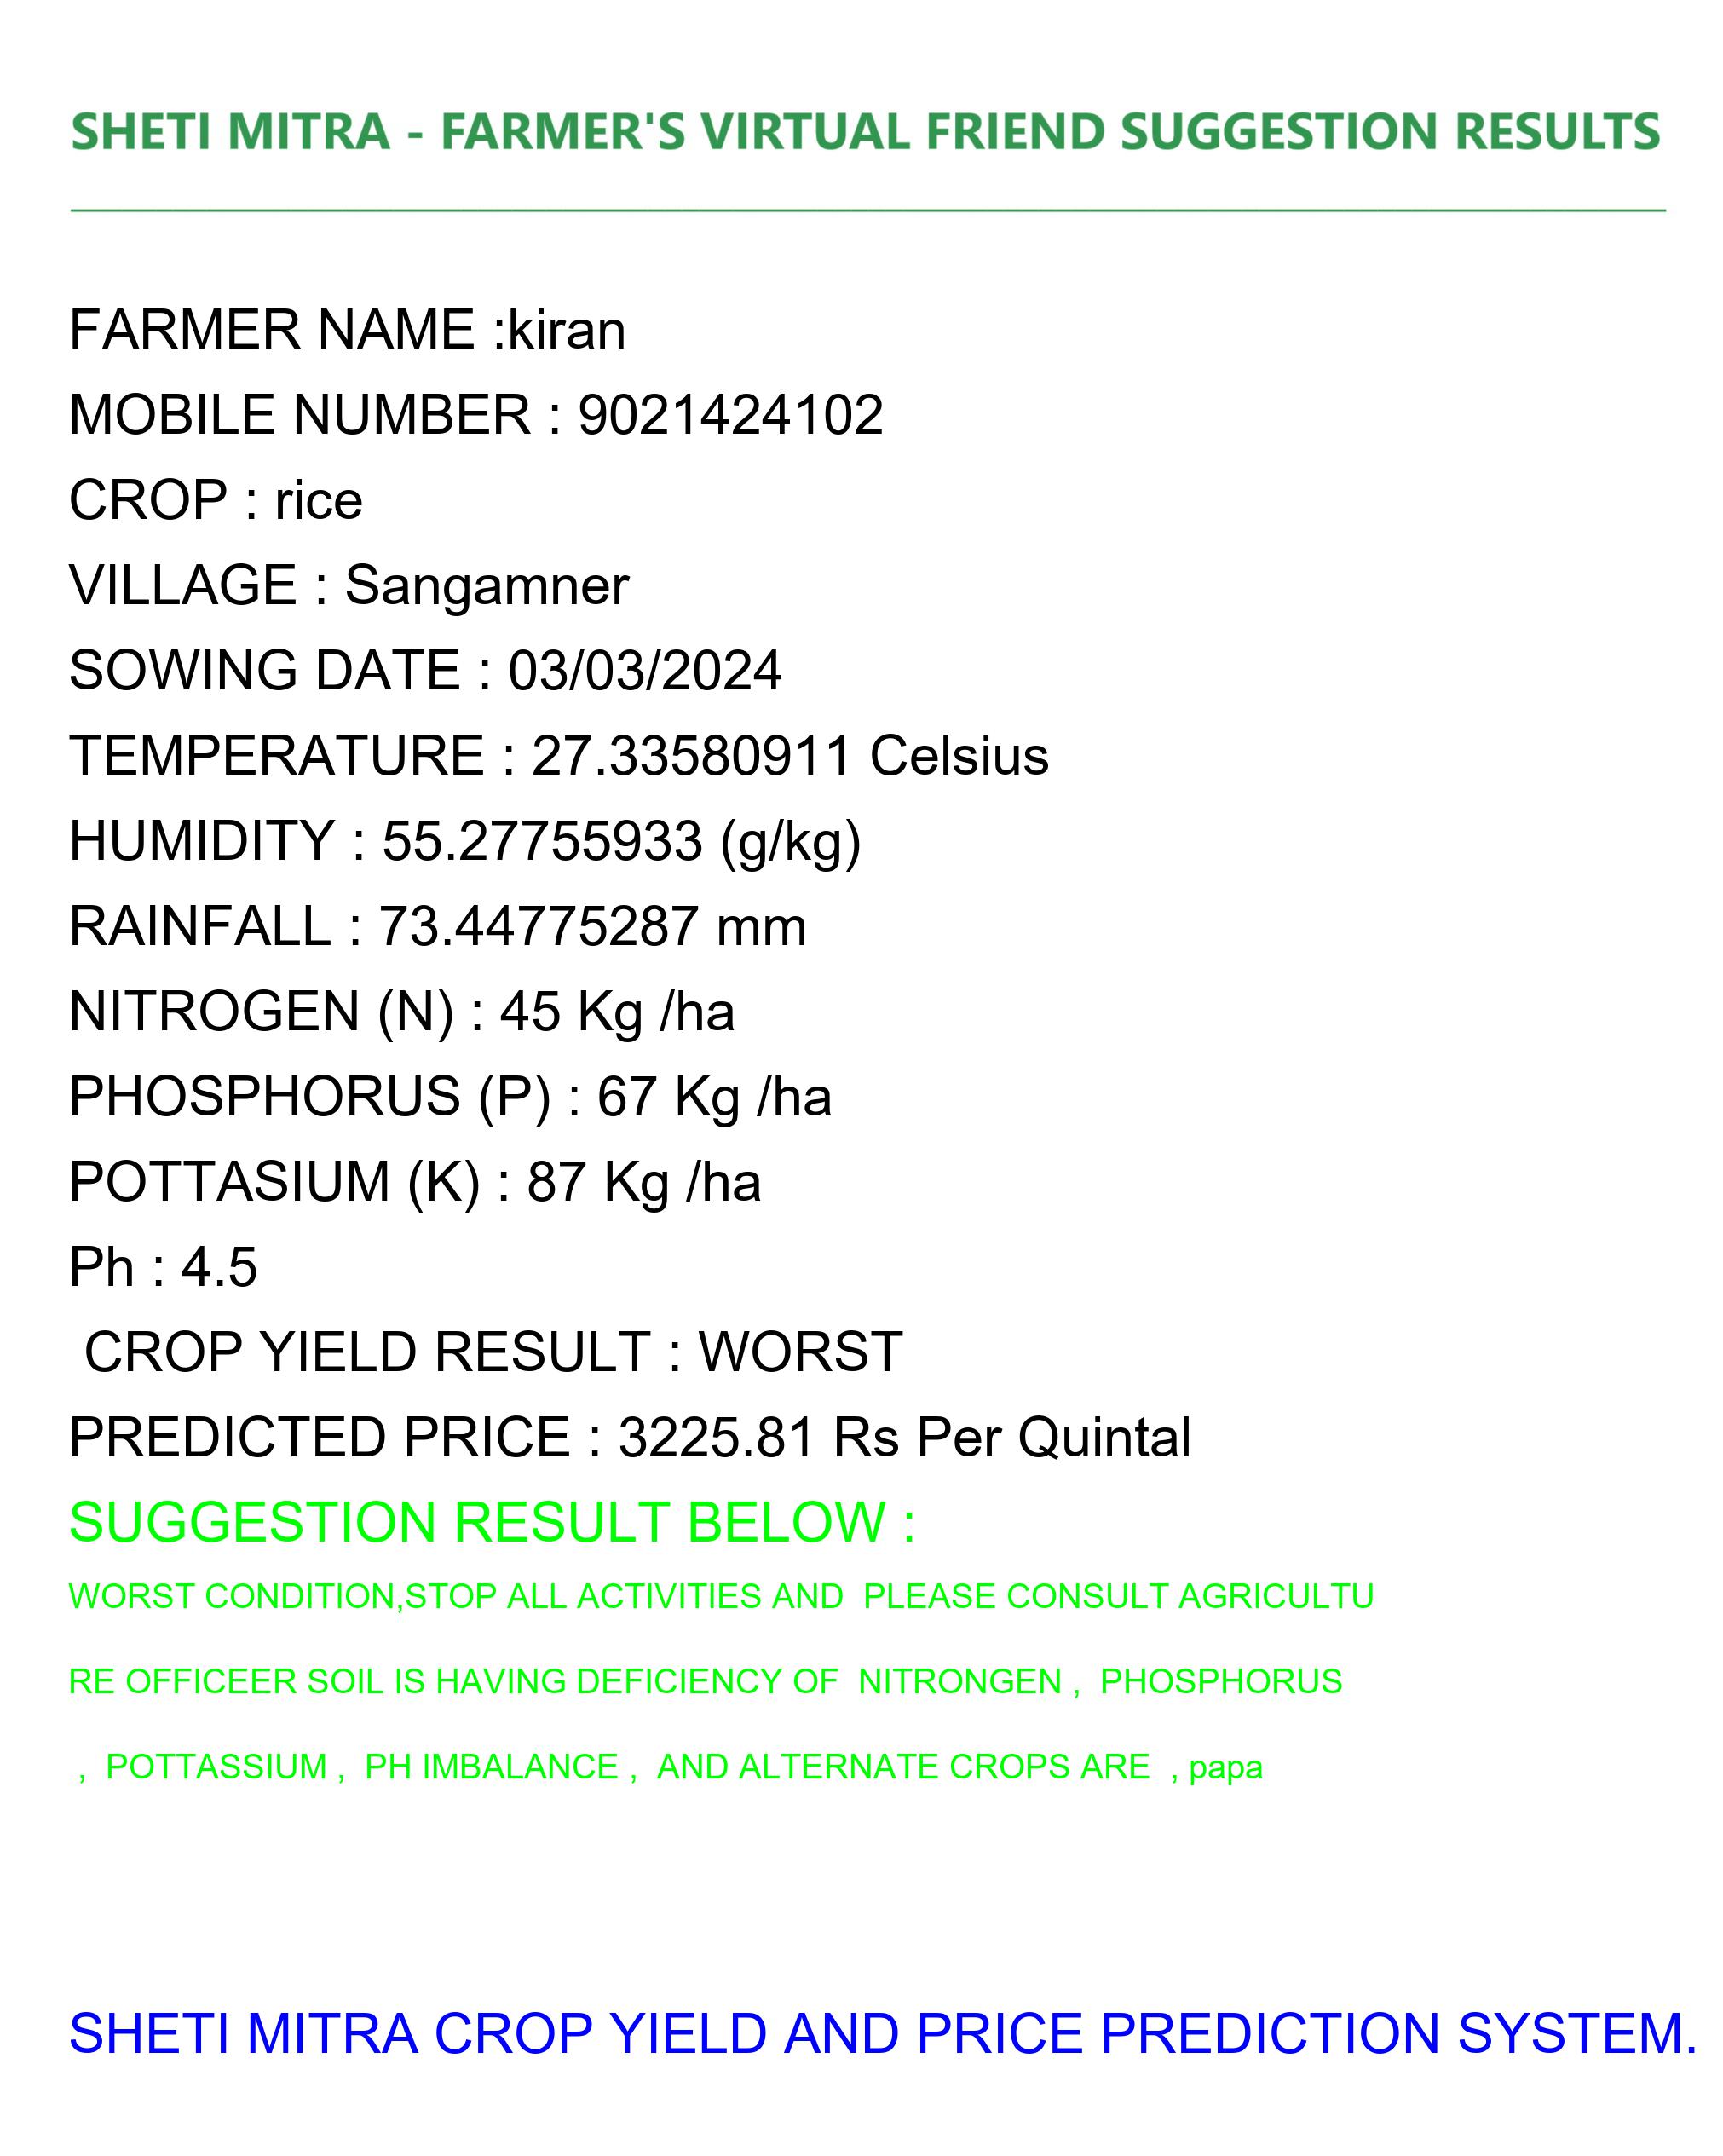 SHETI MITRA - FARMER'S VIRTUAL FRIEND SUGGESTION RESULTS
FARMER NAME :kiran
MOBILE NUMBER : 9021424102
CROP : rice
VILLAGE : Sangamner
SOWING DATE : 03/03/2024
TEMPERATURE : 27.33580911 Celsius
HUMIDITY : 55.27755933 (g/kg)
RAINFALL : 73.44775287 mm
NITROGEN (N) : 45 Kg /ha
PHOSPHORUS (P) : 67 Kg /ha
POTTASIUM (K) : 87 Kg /ha
Ph : 4.5
CROP YIELD RESULT : WORST
PREDICTED PRICE : 3225.81 Rs Per Quintal
SUGGESTION RESULT BELOW :
WORST CONDITION,STOP ALL ACTIVITIES AND  PLEASE CONSULT AGRICULTU
RE OFFICEER SOIL IS HAVING DEFICIENCY OF  NITRONGEN ,  PHOSPHORUS
,  POTTASSIUM ,  PH IMBALANCE ,  AND ALTERNATE CROPS ARE  , papa
SHETI MITRA CROP YIELD AND PRICE PREDICTION SYSTEM.